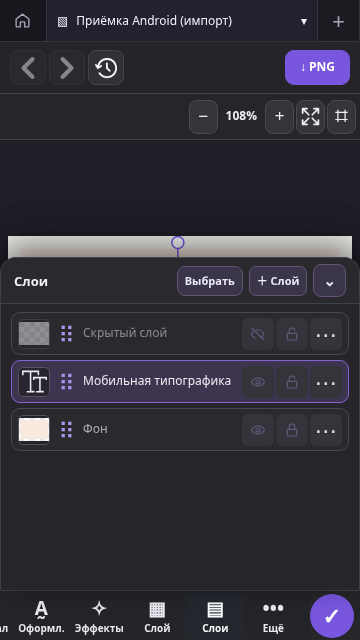 Приёмка Android (импорт)
↓ PNG
108%
Слои
Выбрать
+ Слой
Скрытый слой
Мобильная типографика
Фон
ал
Оформл.
Эффекты
Слой
Слои
Ещё